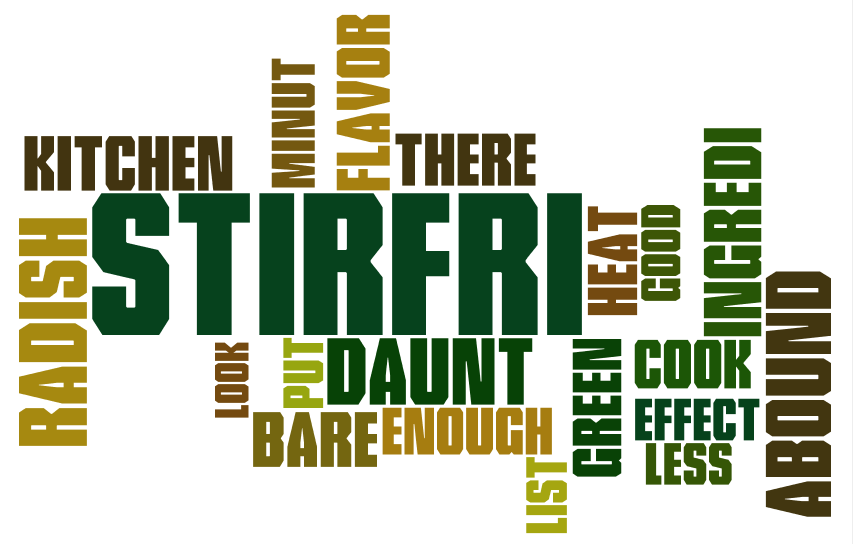 FLAVOR
MINUT
KITCHEN
THERE
INGREDI
STIRFRI
HEAT
GOOD
RADISH
ABOUND
LOOK
PUT
DAUNT
GREEN
COOK
EFFECT
BARE
ENOUGH
LESS
LIST